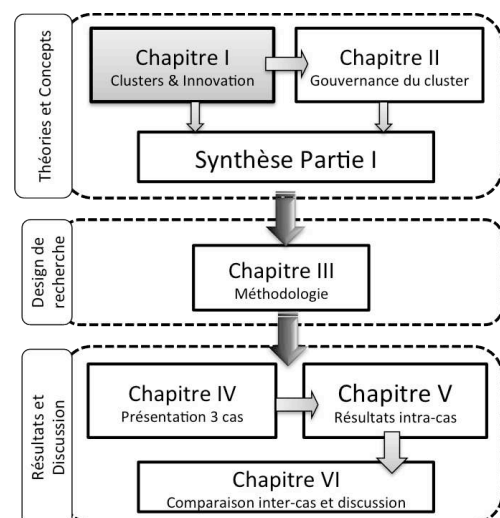 Théories et Concepts
Chapitre I
Clusters & Innovation
Chapitre II
Gouvernance du cluster
Synthèse Partie I
Design de
recherche
Chapitre III
Méthodologie
Résultats et
Discussion
Chapitre IV
Présentation 3 cas
Chapitre V
Résultats intra-cas
Chapitre VI
Comparaison inter-cas et discussion